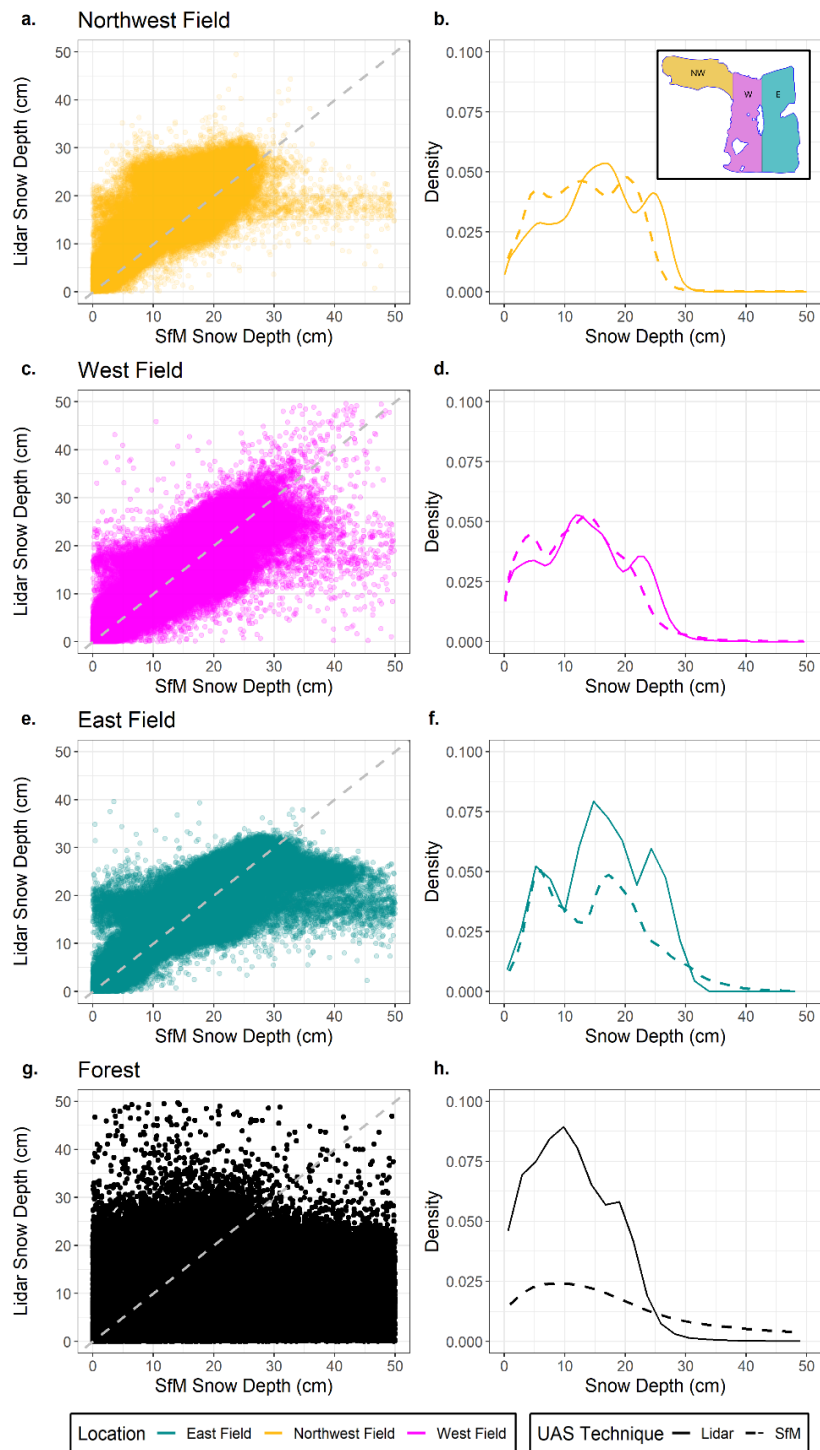 a. Northwest Field
Lidar Snow Depth (cm)
50
40
30
20
10
0
0 10 20 30 40 50
SfM Snow Depth (cm)
b.
Density
0.100
0.075
0.050
0.025
0.000
NW
W
E
0 10 20 30 40 50
Snow Depth (cm)
c. West Field
Lidar Snow Depth (cm)
50
40
30
20
10
0
0 10 20 30 40 50
SfM Snow Depth (cm)
d.
Density
0.100
0.075
0.050
0.025
0.000
0 10 20 30 40 50
Snow Depth (cm)
e. East Field
Lidar Snow Depth (cm)
50
40
30
20
10
0
0 10 20 30 40 50
SfM Snow Depth (cm)
f.
Density
0.100
0.075
0.050
0.025
0.000
0 10 20 30 40 50
Snow Depth (cm)
g. Forest
Lidar Snow Depth (cm)
50
40
30
20
10
0
0 10 20 30 40 50
SfM Snow Depth (cm)
h.
Density
0.100
0.075
0.050
0.025
0.000
0 10 20 30 40 50
Snow Depth (cm)
Location East Field Northwest Field West Field
UAS Technique Lidar SfM